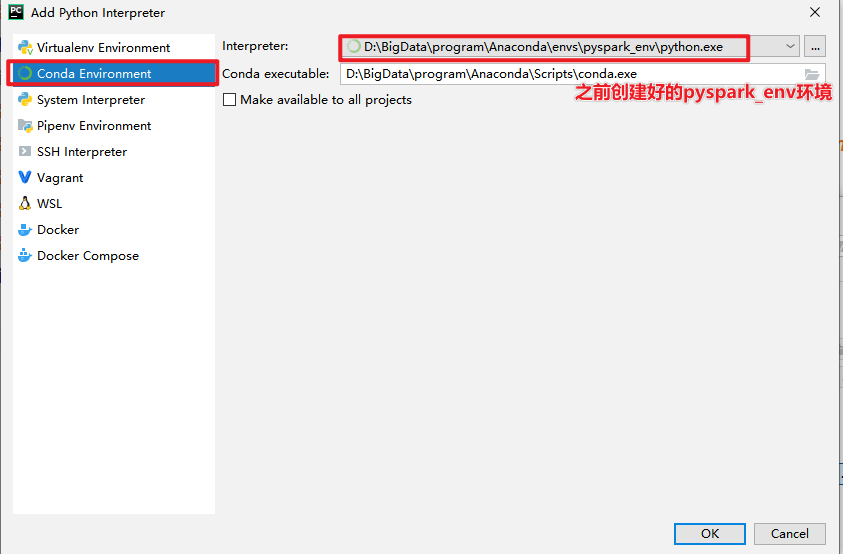 PC Add Python Interpreter
Virtualenv Environment
Conda Environment
System Interpreter
Pipenv Environment
SSH Interpreter
Vagrant
WSL
Docker
Docker Compose
Interpreter: D:\BigData\program\Anaconda\envs\pyspark_env\python.exe ...
Conda executable: D:\BigData\program\Anaconda\Scripts\conda.exe
之前创建好的pyspark_env环境
Make available to all projects
OK Cancel